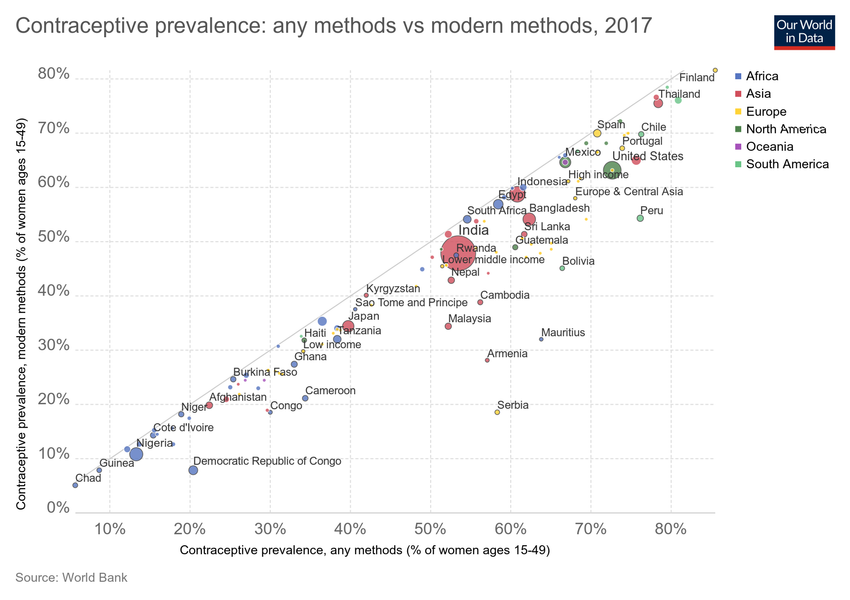 Contraceptive prevalence: any methods vs modern methods, 2017
Our World
in Data
Contraceptive prevalence, modern methods (% of women ages 15-49)
80%
70%
60%
50%
40%
30%
20%
10%
0%
Finland
Thailand
Spain
Chile
Portugal
Mexico
United States
High income
Indonesia
Europe & Central Asia
Egypt
South Africa
Bangladesh
Peru
Sri Lanka
India
Guatemala
Rwanda
Lower middle income
Bolivia
Nepal
Kyrgyzstan
Cambodia
Sao Tome and Principe
Japan
Malaysia
Haiti
Tanzania
Mauritius
Low income
Ghana
Armenia
Burkina Faso
Cameroon
Afghanistan
Niger
Congo
Serbia
Cote d'Ivoire
Nigeria
Guinea
Democratic Republic of Congo
Chad
10%
20%
30%
40%
50%
60%
70%
80%
Contraceptive prevalence, any methods (% of women ages 15-49)
Africa
Asia
Europe
North America
Oceania
South America
Source: World Bank